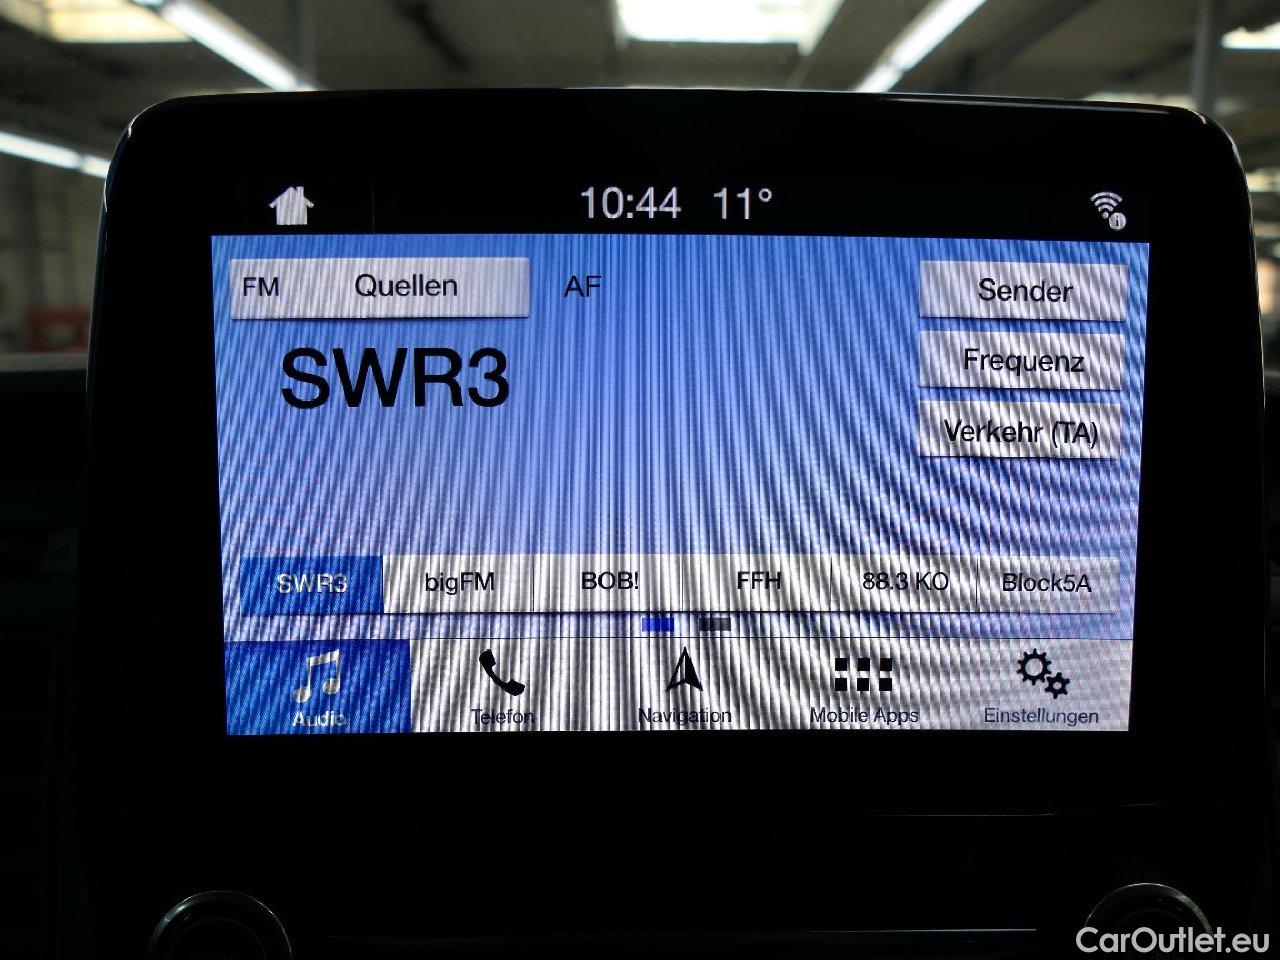 10:44 11°
FM Quellen AF Sender
SWR3 Frequenz
Verkehr (TA)
SWR3 bigFM BOB! FFH 88.3 KO Block5A
Audio Telefon Navigation Mobile Apps Einstellungen
CarOutlet.eu